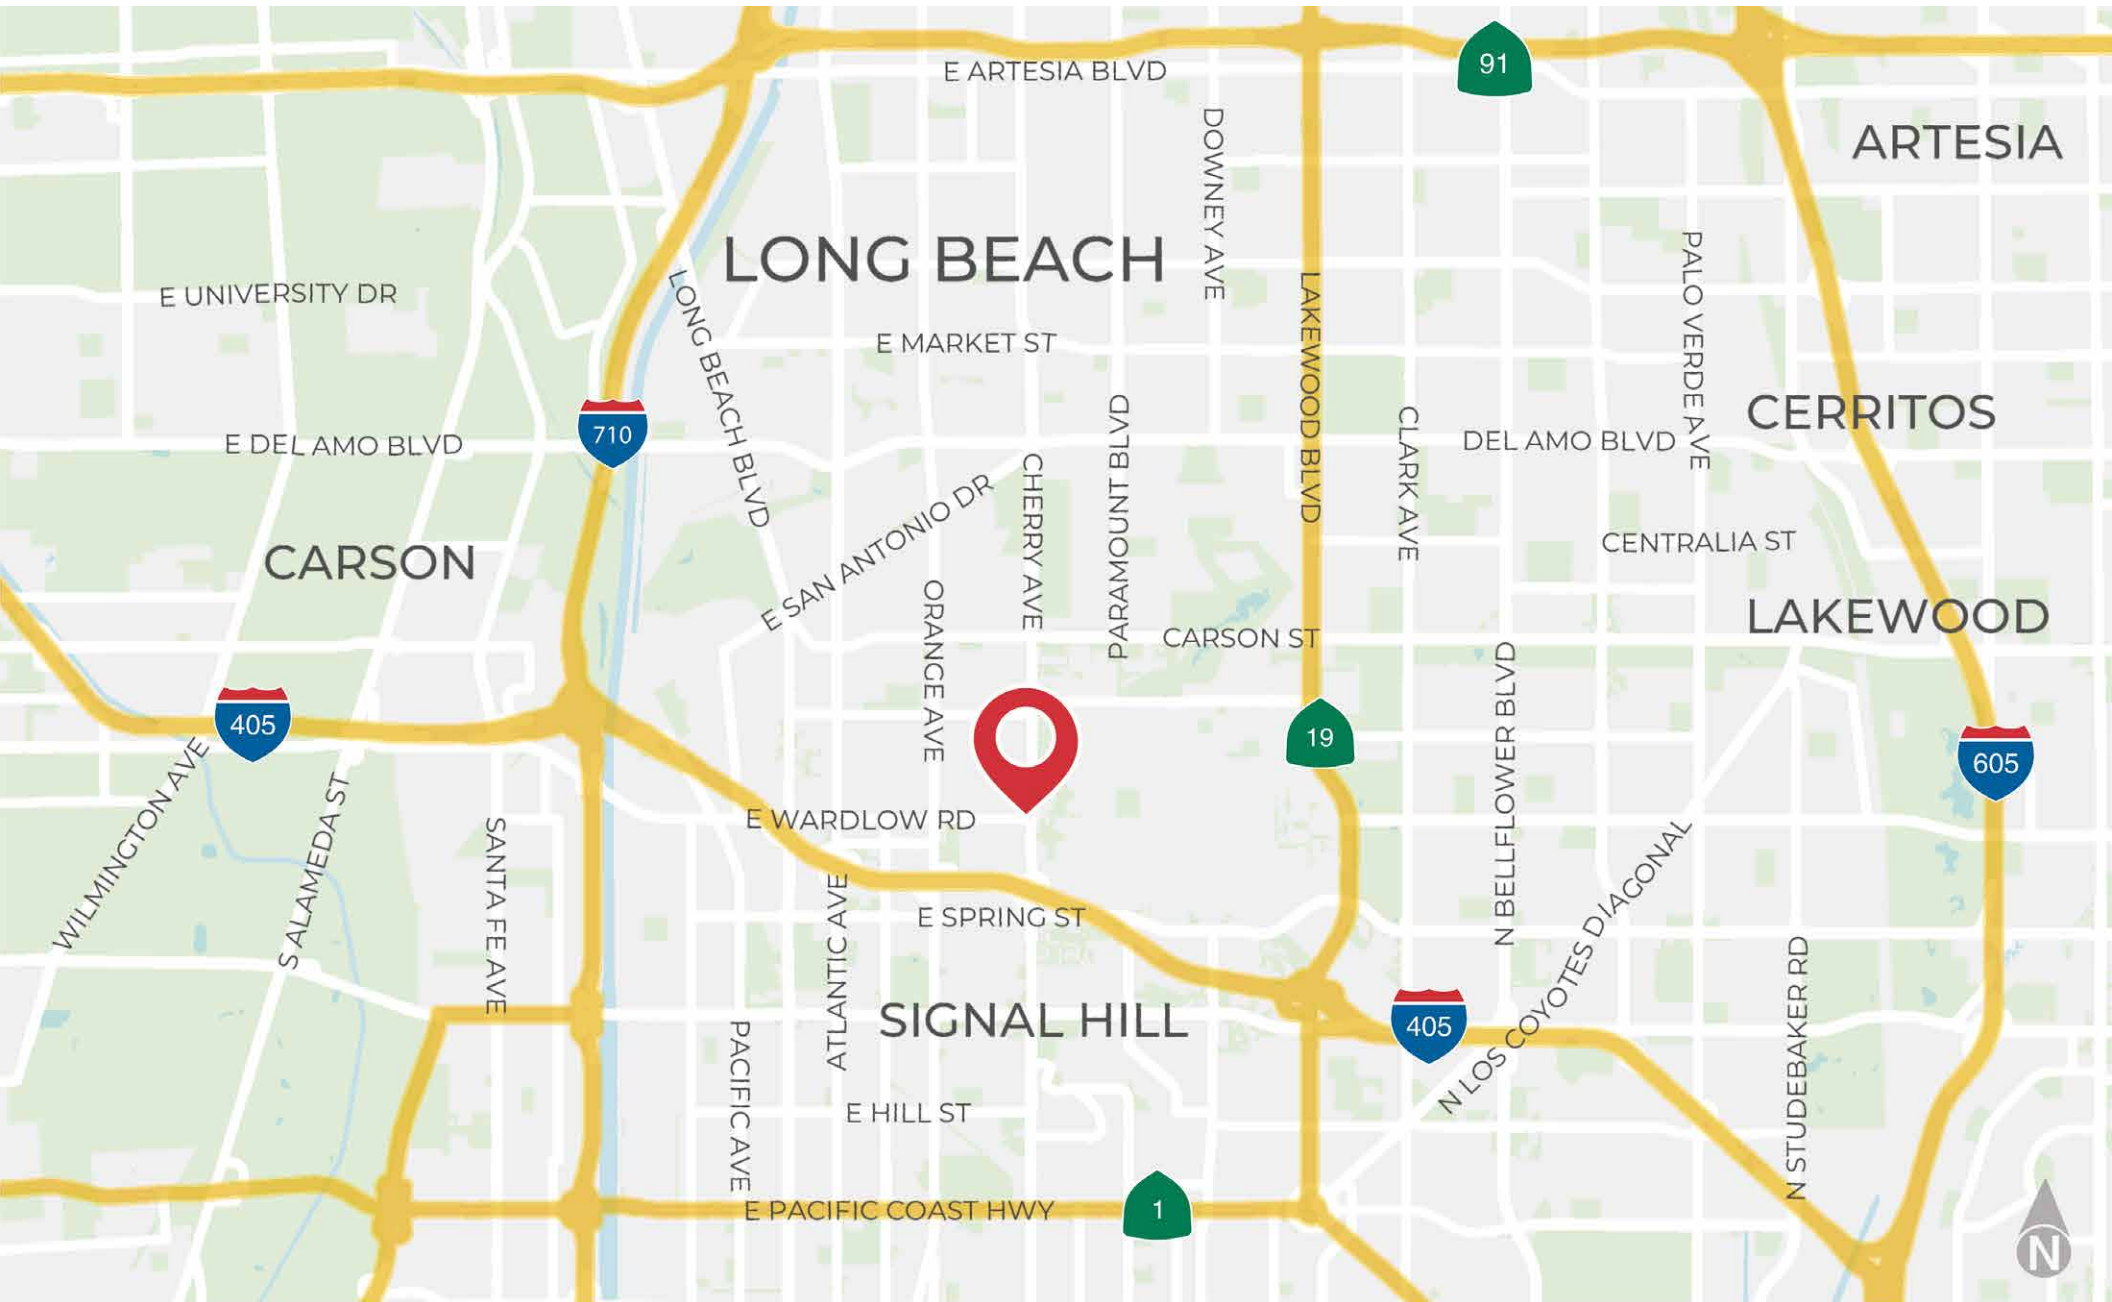 91
E ARTESIA BLVD
ARTESIA
DOWNEY AVE
LONG BEACH
PALO VERDE AVE
E UNIVERSITY DR
LONG BEACH BLVD
LAKEWOOD BLVD
E MARKET ST
CERRITOS
710
PARAMOUNT BLVD
CLARK AVE
E DEL AMO BLVD
DEL AMO BLVD
CHERRY AVE
E SAN ANTONIO DR
CENTRALIA ST
CARSON
ORANGE AVE
LAKEWOOD
CARSON ST
N BELLFLOWER BLVD
405
19
605
WILMINGTON AVE
S ALAMEDA ST
E WARDLOW RD
SANTA FE AVE
N LOS COYOTES DIAGONAL
ATLANTIC AVE
E SPRING ST
N STUDEBAKER RD
SIGNAL HILL
405
PACIFIC AVE
E HILL ST
E PACIFIC COAST HWY
1
N